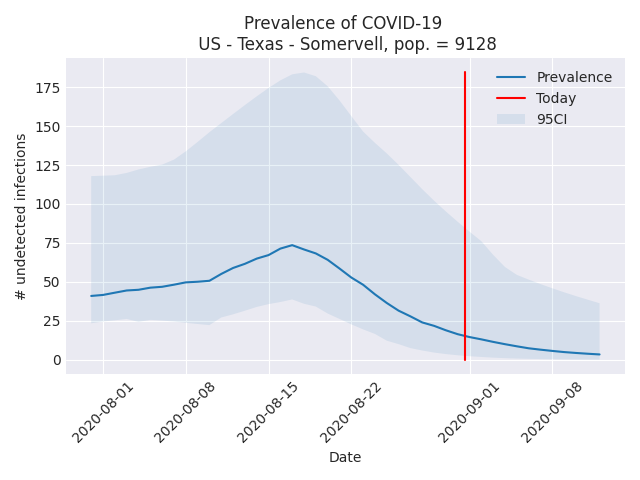 Prevalence of COVID-19
US - Texas - Somervell, pop. = 9128
# undetected infections
175
150
125
100
75
50
25
0
Prevalence
Today
95CI
2020-08-01
2020-08-08
2020-08-15
2020-08-22
2020-09-01
2020-09-08
Date